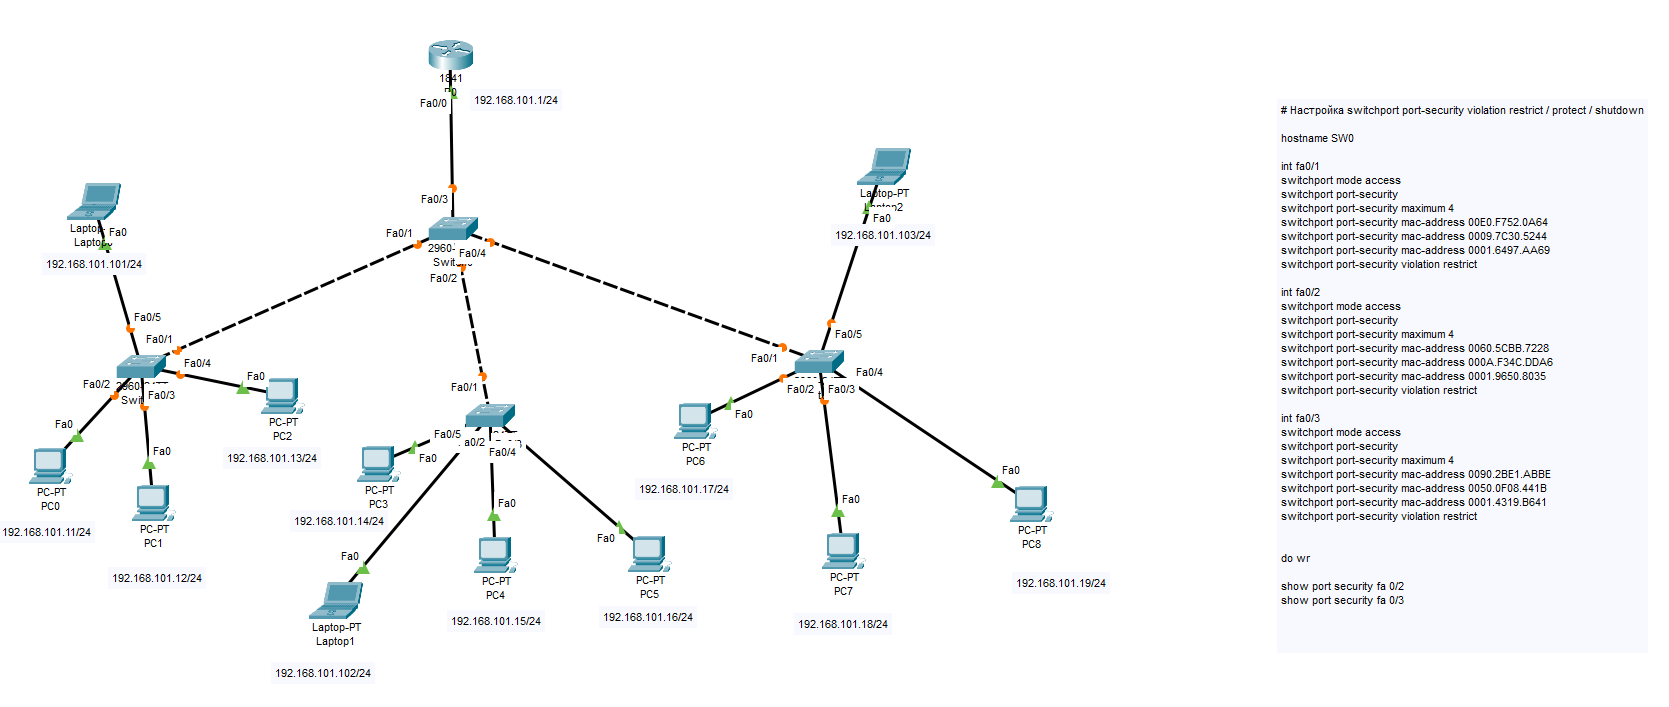 1841
Fa0/0
192.168.101.1/24
Fa0/3
Fa0/1
Fa0/4
Fa0/2
Fa0
192.168.101.101/24
Fa0/5
Fa0/1
Fa0/4
Fa0/2
Fa0/3
Fa0
PC-PT
PC2
192.168.101.13/24
Fa0
PC-PT
PC0
192.168.101.11/24
Fa0
PC-PT
PC1
192.168.101.12/24
Fa0/1
Fa0/5
Fa0/4
Fa0
PC-PT
PC3
192.168.101.14/24
Fa0
Laptop-PT
Laptop1
192.168.101.102/24
Fa0
PC-PT
PC4
192.168.101.15/24
Fa0
PC-PT
PC5
192.168.101.16/24
Laptop-PT
Fa0
192.168.101.103/24
Fa0/5
Fa0/1
Fa0/4
Fa0/2
Fa0/3
Fa0
PC-PT
PC6
192.168.101.17/24
Fa0
PC-PT
PC7
192.168.101.18/24
Fa0
PC-PT
PC8
192.168.101.19/24
# Настройка switchport port-security violation restrict / protect / shutdown
hostname SW0
int fa0/1
switchport mode access
switchport port-security
switchport port-security maximum 4
switchport port-security mac-address 00E0.F752.0A64
switchport port-security mac-address 0009.7C30.5244
switchport port-security mac-address 0001.6497.AA69
switchport port-security violation restrict
int fa0/2
switchport mode access
switchport port-security
switchport port-security maximum 4
switchport port-security mac-address 0060.5CBB.7228
switchport port-security mac-address 000A.F34C.DDA6
switchport port-security mac-address 0001.9650.8035
switchport port-security violation restrict
int fa0/3
switchport mode access
switchport port-security
switchport port-security maximum 4
switchport port-security mac-address 0090.2BE1.ABBE
switchport port-security mac-address 0050.0F08.441B
switchport port-security mac-address 0001.4319.B641
switchport port-security violation restrict
do wr
show port security fa 0/2
show port security fa 0/3